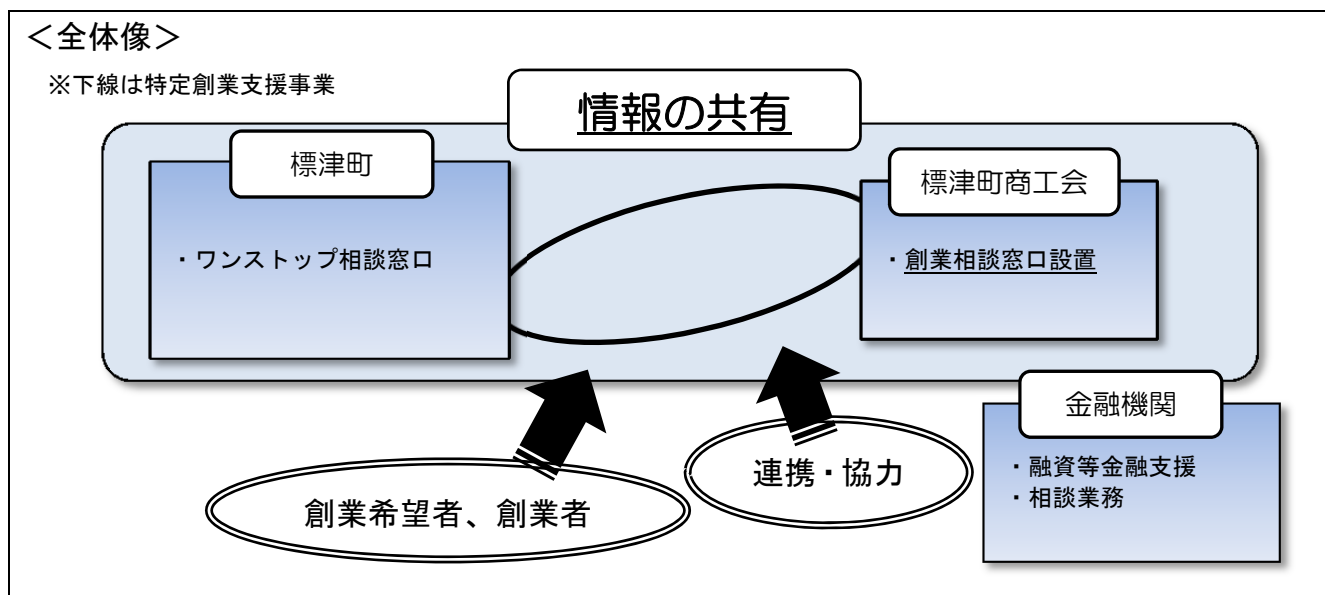 ＜全体像＞
※下線は特定創業支援事業
情報の共有
標津町
・ワンストップ相談窓口
標津町商工会
・創業相談窓口設置
金融機関
・融資等金融支援
・相談業務
連携・協力
創業希望者、創業者